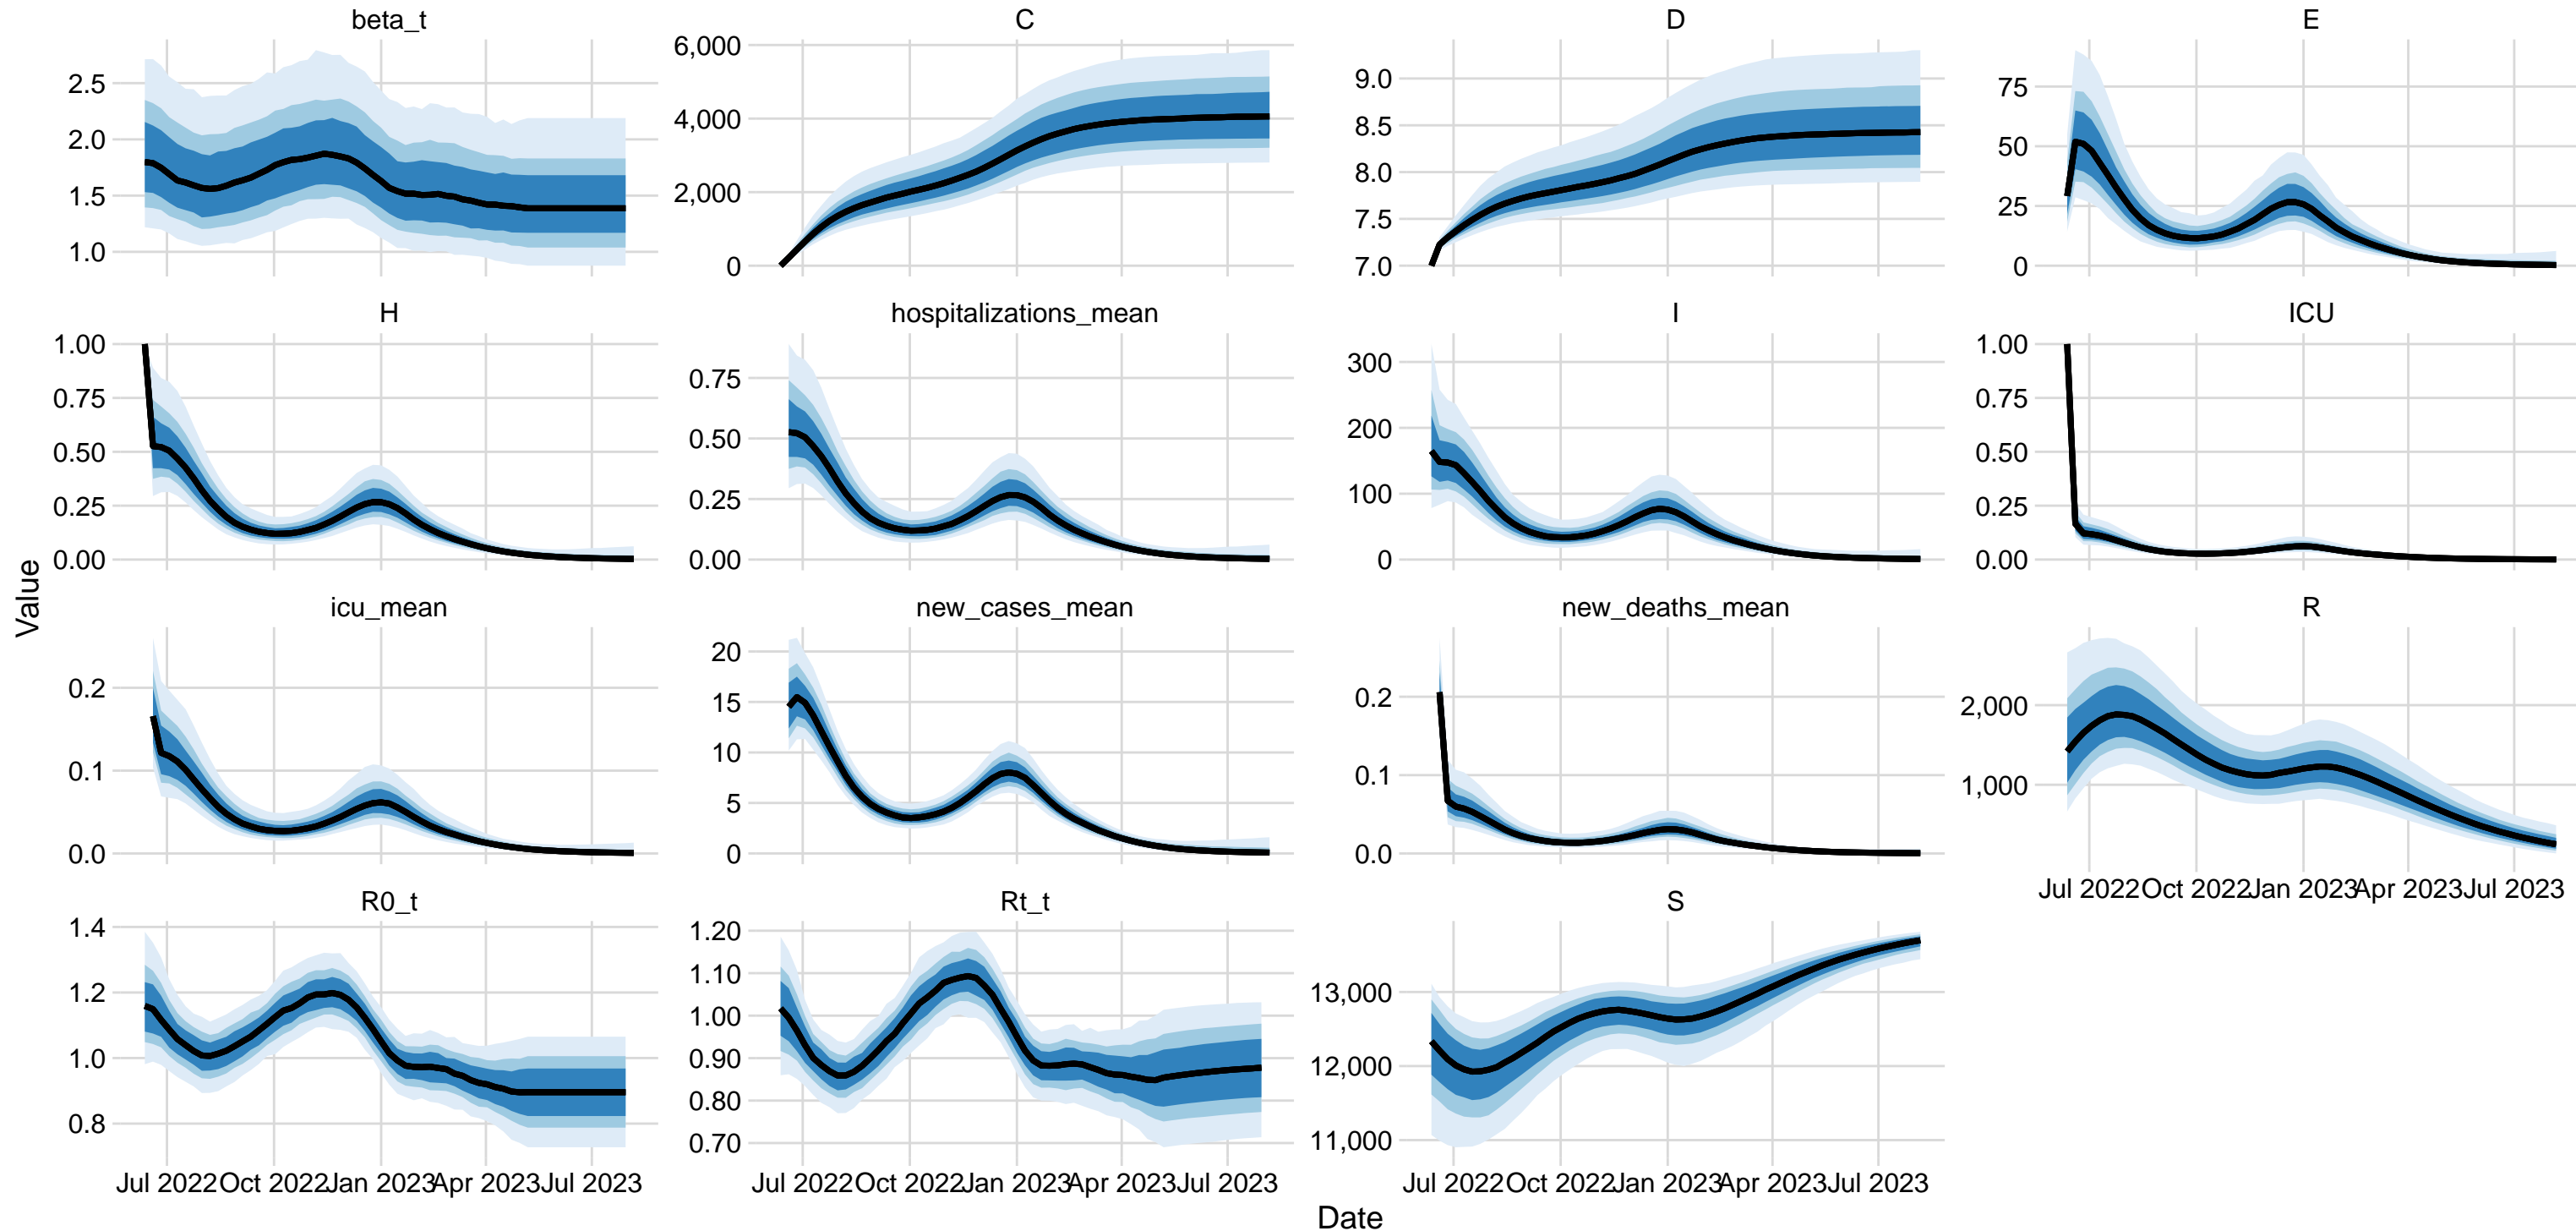 beta_t
C
D
E
2.5
2.0
1.5
1.0
6,000
4,000
2,000
0
9.0
8.5
8.0
7.5
7.0
75
50
25
0
H
hospitalizations_mean
I
ICU
1.00
0.75
0.50
0.25
0.00
0.75
0.50
0.25
0.00
300
200
100
0
1.00
0.75
0.50
0.25
0.00
Value
icu_mean
new_cases_mean
new_deaths_mean
R
0.2
0.1
0.0
20
15
10
5
0
0.2
0.1
0.0
2,000
1,000
Jul 2022 Oct 2022 Jan 2023 Apr 2023 Jul 2023
R0_t
Rt_t
S
1.4
1.2
1.0
0.8
1.20
1.10
1.00
0.90
0.80
0.70
13,000
12,000
11,000
Jul 2022 Oct 2022 Jan 2023 Apr 2023 Jul 2023
Jul 2022 Oct 2022 Jan 2023 Apr 2023 Jul 2023
Jul 2022 Oct 2022 Jan 2023 Apr 2023 Jul 2023
Date